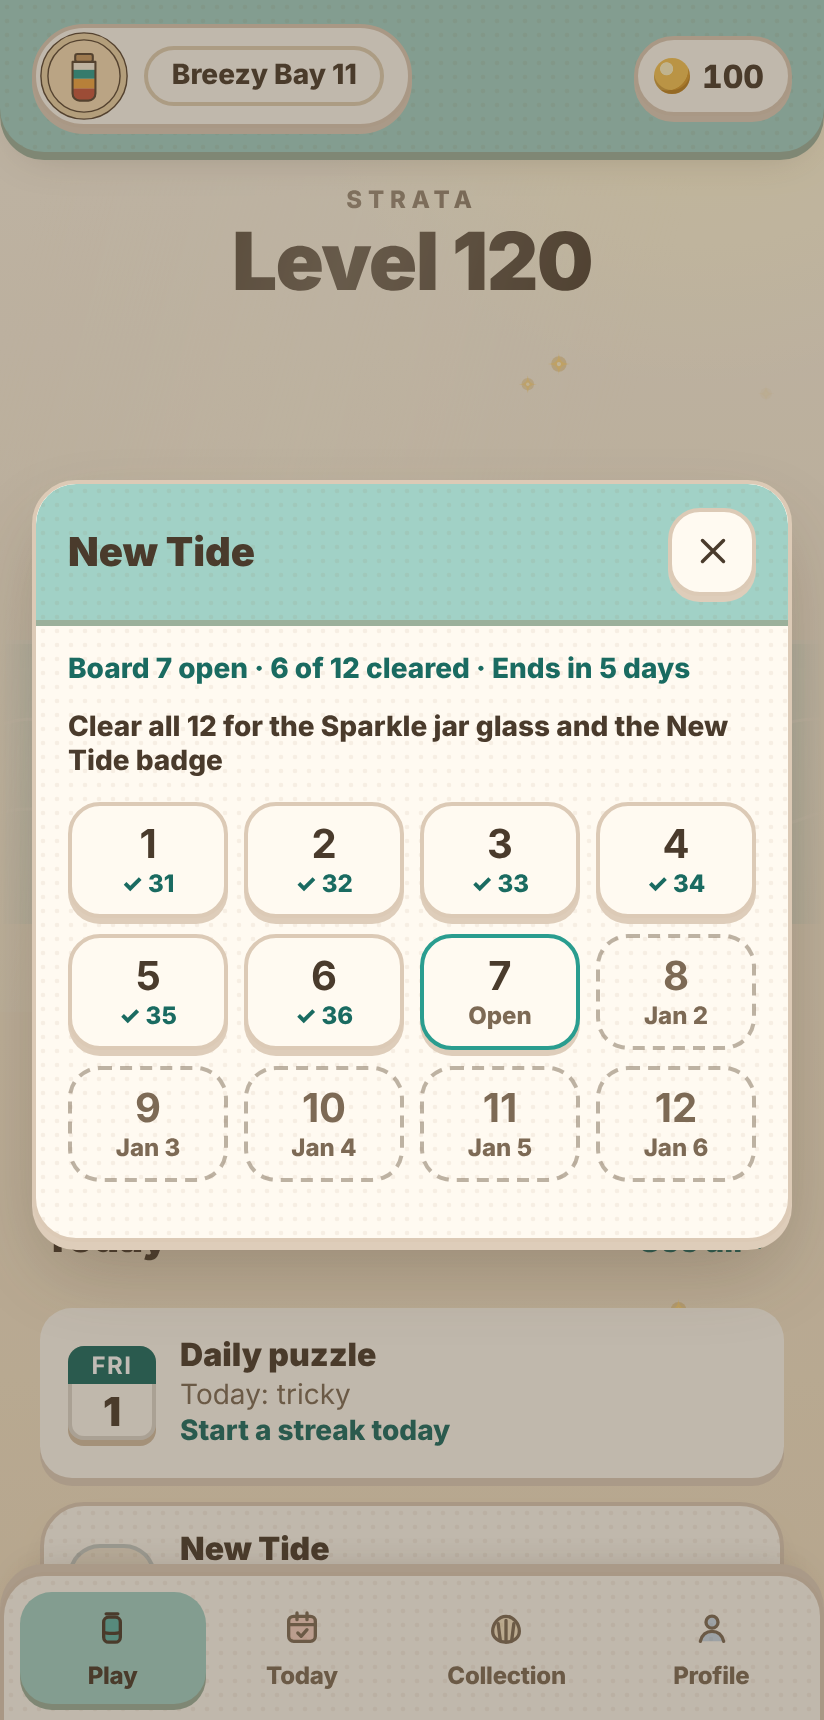 Breezy Bay 11
100
STRATA
Level 120
New Tide
Board 7 open · 6 of 12 cleared · Ends in 5 days
Clear all 12 for the Sparkle jar glass and the New
Tide badge
1
✓ 31
2
✓ 32
3
✓ 33
4
✓ 34
5
✓ 35
6
✓ 36
7
Open
8
Jan 2
9
Jan 3
10
Jan 4
11
Jan 5
12
Jan 6
Today
FRI
1
Daily puzzle
Today: tricky
Start a streak today
New Tide
Play
Today
Collection
Profile